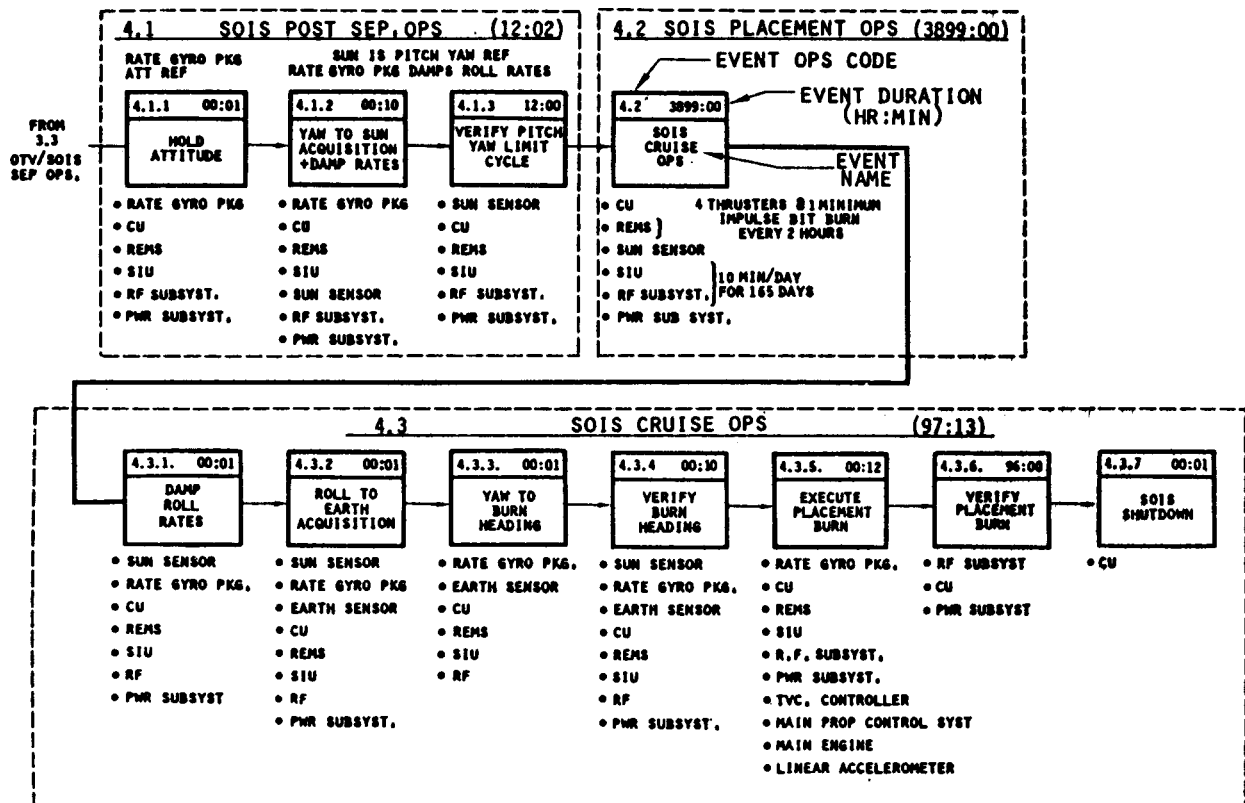 4.1 SOIS POST SEP. OPS (12:02)
RATE GYRO PKG
ATT REF
SUN IS PITCH YAW REF
RATE GYRO PKG DAMPS ROLL RATES
FROM
3.3
OTV/SOIS
SEP OPS.
4.1.1 00:01
HOLD
ATTITUDE
• RATE GYRO PKG
• CU
• REMS
• SIU
• RF SUBSYST.
• PWR SUBSYST.
4.1.2 00:10
YAW TO SUN
ACQUISITION
+DAMP RATES
• RATE GYRO PKG
• CU
• REMS
• SIU
• SUN SENSOR
• RF SUBSYST.
• PWR SUBSYST.
4.1.3 12:00
VERIFY PITCH
YAW LIMIT
CYCLE
• SUN SENSOR
• CU
• REMS
• SIU
• RF SUBSYST.
• PWR SUBSYST.
4.2 SOIS PLACEMENT OPS (3899:00)
EVENT OPS CODE
EVENT DURATION
(HR:MIN)
EVENT
NAME
4.2 3899:00
SOIS
CRUISE
OPS
• CU
• REMS }
4 THRUSTERS @ 1 MINIMUM
IMPULSE BIT BURN
EVERY 2 HOURS
• SUN SENSOR
• SIU
• RF SUBSYST. }
10 MIN/DAY
FOR 165 DAYS
• PWR SUB SYST.
4.3 SOIS CRUISE OPS (97:13)
4.3.1. 00:01
DAMP
ROLL
RATES
• SUN SENSOR
• RATE GYRO PKG.
• CU
• REMS
• SIU
• RF
• PWR SUBSYST
4.3.2 00:01
ROLL TO
EARTH
ACQUISITION
• SUN SENSOR
• RATE GYRO PKG
• EARTH SENSOR
• CU
• REMS
• SIU
• RF
• PWR SUBSYST.
4.3.3. 00:01
YAW TO
BURN
HEADING
• RATE GYRO PKG.
• EARTH SENSOR
• CU
• REMS
• SIU
• RF
4.3.4 00:10
VERIFY
BURN
HEADING
• SUN SENSOR
• RATE GYRO PKG.
• EARTH SENSOR
• CU
• REMS
• SIU
• RF
• PWR SUBSYST.
4.3.5. 00:12
EXECUTE
PLACEMENT
BURN
• RATE GYRO PKG.
• CU
• REMS
• SIU
• R.F. SUBSYST.
• PWR SUBSYST.
• TVC. CONTROLLER
• MAIN PROP CONTROL SYST
• MAIN ENGINE
• LINEAR ACCELEROMETER
4.3.6. 96:00
VERIFY
PLACEMENT
BURN
• RF SUBSYST
• CU
• PWR SUBSYST
4.3.7 00:01
SOIS
SHUTDOWN
• CU